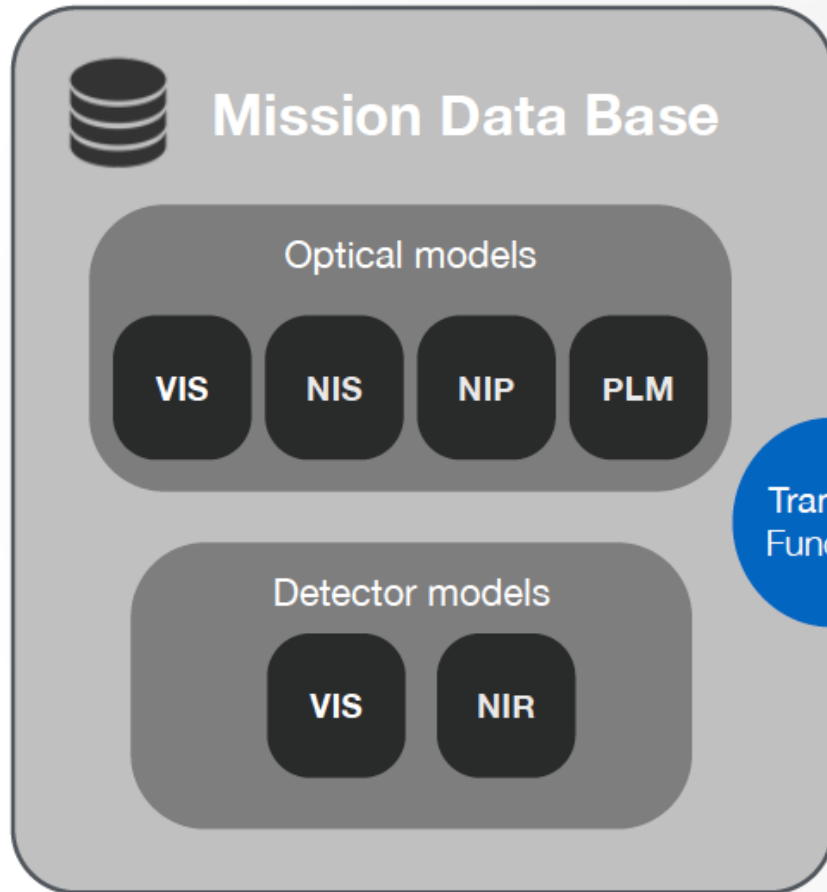 Mission Data Base
Optical models
VIS NIS NIP PLM
Detector models
VIS NIR